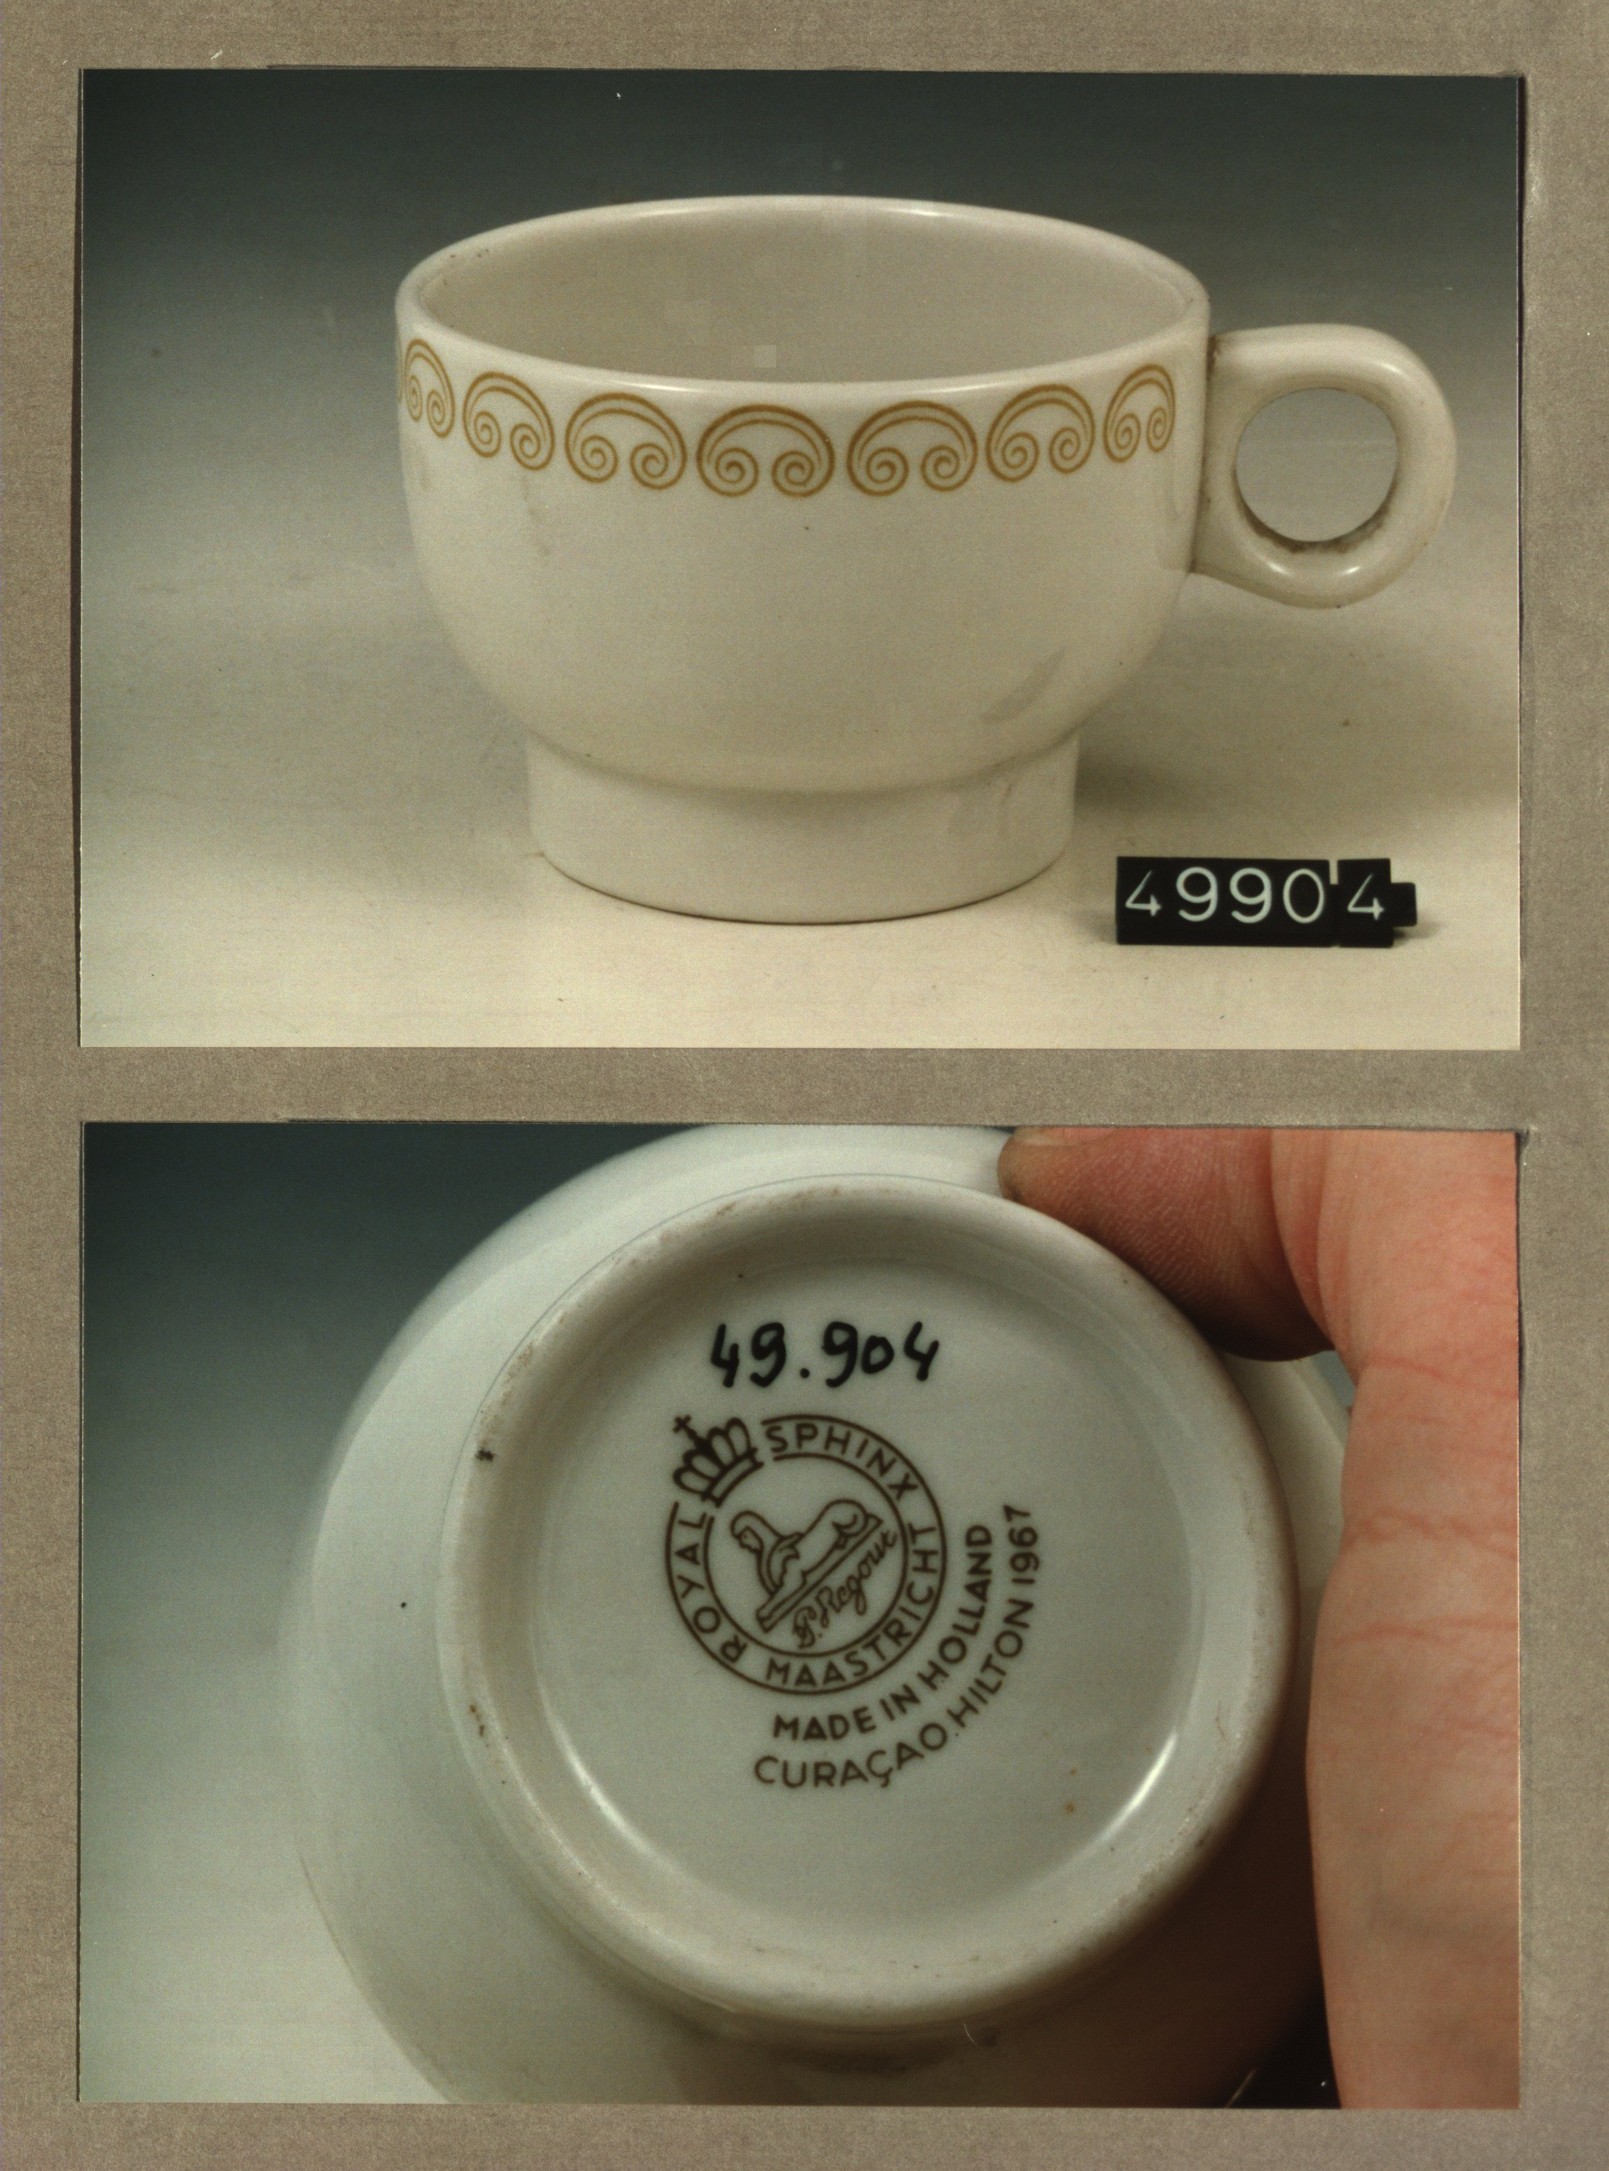 49904
49.904
ROYAL SPHINX MAASTRICHT
P. Regout
MADE IN HOLLAND
CURAÇAO.HILTON 1967